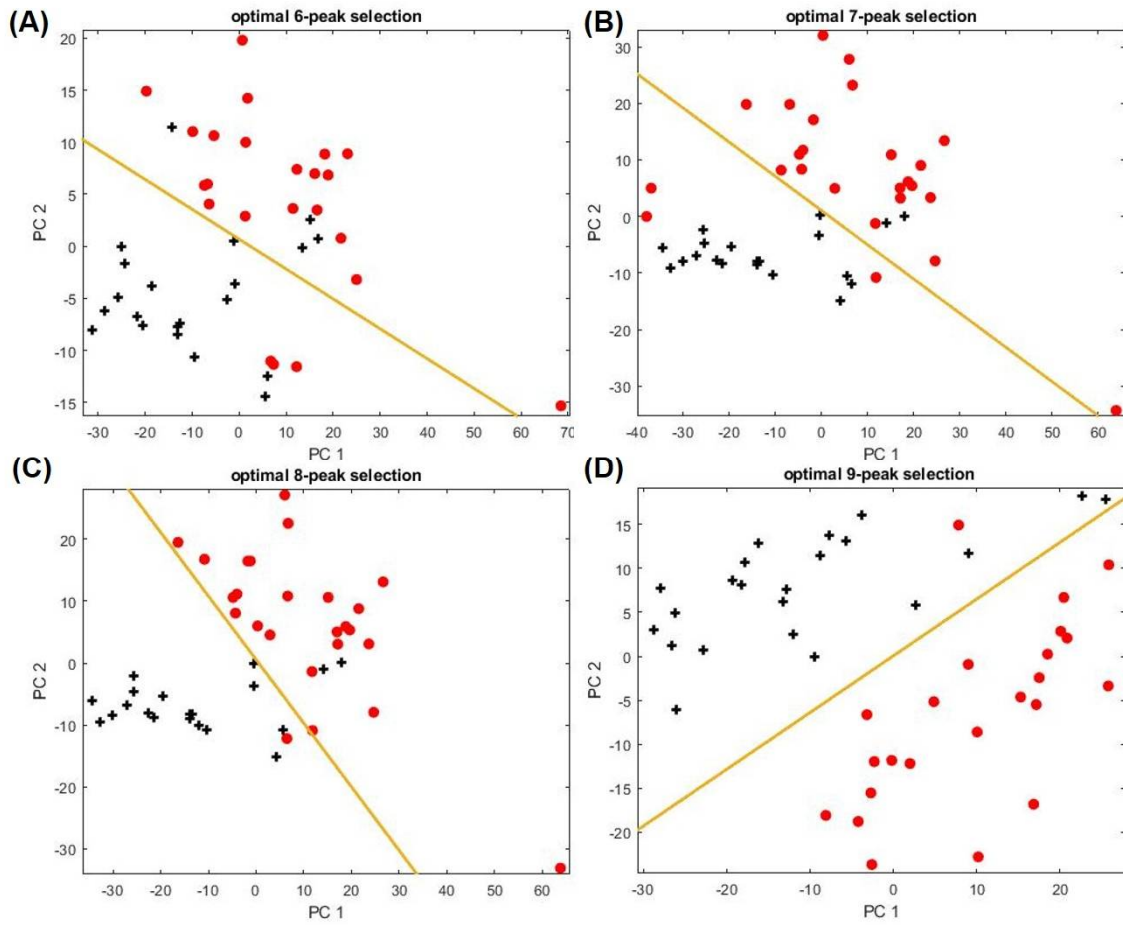 (A)
optimal 6-peak selection
20
15
10
5
0
-5
-10
-15
PC 2
-30 -20 -10 0 10 20 30 40 50 60 70
PC 1
(B)
optimal 7-peak selection
30
20
10
0
-10
-20
-30
PC 2
-40 -30 -20 -10 0 10 20 30 40 50 60
PC 1
(C)
optimal 8-peak selection
20
10
0
-10
-20
-30
PC 2
-30 -20 -10 0 10 20 30 40 50 60
PC 1
(D)
optimal 9-peak selection
15
10
5
0
-5
-10
-15
-20
PC 2
-30 -20 -10 0 10 20
PC 1